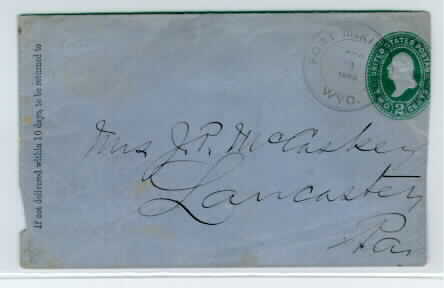 If not delivered within 10 days, to be returned to
FORT
WYO.
UNITED STATES POSTAGE
TWO 2 CENTS
Mrs J. P. McCaskey
Lancaster
Pa.